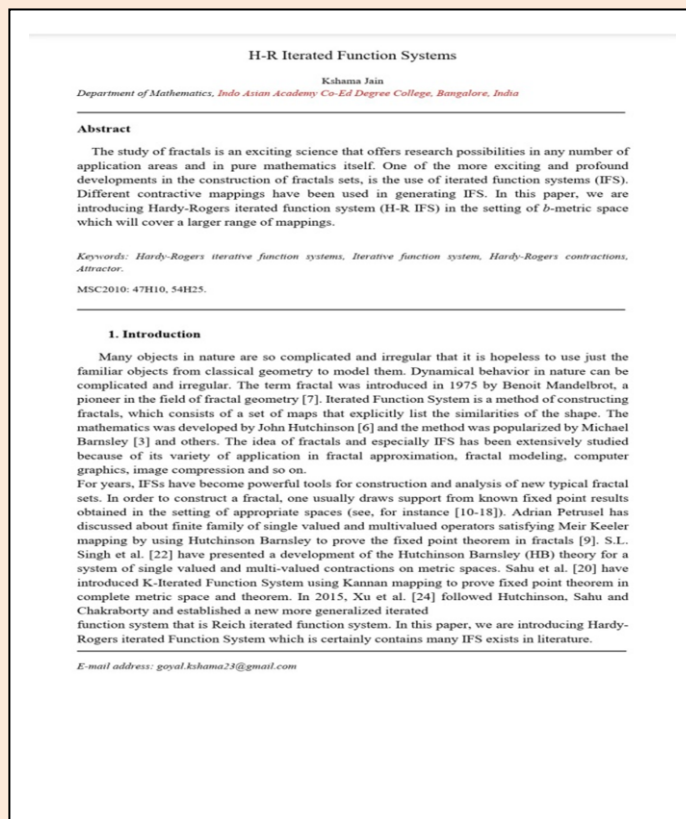 H-R Iterated Function Systems
Kshama Jain
Department of Mathematics, Indo Asian Academy Co-Ed Degree College, Bangalore, India
Abstract
The study of fractals is an exciting science that offers research possibilities in any number of
application areas and in pure mathematics itself. One of the more exciting and profound
developments in the construction of fractals sets, is the use of iterated function systems (IFS).
Different contractive mappings have been used in generating IFS. In this paper, we are
introducing Hardy-Rogers iterated function system (H-R IFS) in the setting of b-metric space
which will cover a larger range of mappings.
Keywords: Hardy-Rogers iterative function systems, Iterative function system, Hardy-Rogers contractions,
Attractor.
MSC2010: 47H10, 54H25.
1. Introduction
Many objects in nature are so complicated and irregular that it is hopeless to use just the
familiar objects from classical geometry to model them. Dynamical behavior in nature can be
complicated and irregular. The term fractal was introduced in 1975 by Benoit Mandelbrot, a
pioneer in the field of fractal geometry [7]. Iterated Function System is a method of constructing
fractals, which consists of a set of maps that explicitly list the similarities of the shape. The
mathematics was developed by John Hutchinson [6] and the method was popularized by Michael
Barnsley [3] and others. The idea of fractals and especially IFS has been extensively studied
because of its variety of application in fractal approximation, fractal modeling, computer
graphics, image compression and so on.
For years, IFSs have become powerful tools for construction and analysis of new typical fractal
sets. In order to construct a fractal, one usually draws support from known fixed point results
obtained in the setting of appropriate spaces (see, for instance [10-18]). Adrian Petrusel has
discussed about finite family of single valued and multivalued operators satisfying Meir Keeler
mapping by using Hutchinson Barnsley to prove the fixed point theorem in fractals [9]. S.L.
Singh et al. [22] have presented a development of the Hutchinson Barnsley (HB) theory for a
system of single valued and multi-valued contractions on metric spaces. Sahu et al. [20] have
introduced K-Iterated Function System using Kannan mapping to prove fixed point theorem in
complete metric space and theorem. In 2015, Xu et al. [24] followed Hutchinson, Sahu and
Chakraborty and established a new more generalized iterated
function system that is Reich iterated function system. In this paper, we are introducing Hardy-
Rogers iterated Function System which is certainly contains many IFS exists in literature.
E-mail address: goyal.kshama23@gmail.com